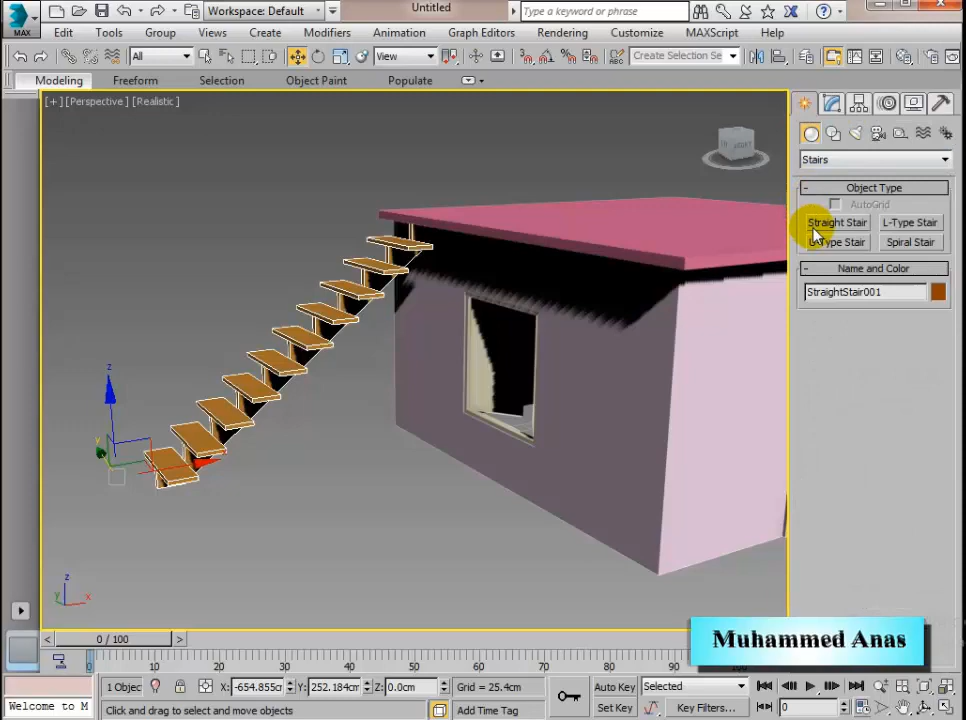 MAX
Workspace: Default
Untitled
Type a keyword or phrase
Edit Tools Group Views Create Modifiers Animation Graph Editors Rendering Customize MAXScript Help
All
View
Create Selection Se
Modeling Freeform Selection Object Paint Populate
[+] [Perspective] [Realistic]
Stairs
- Object Type
AutoGrid
Straight Stair L-Type Stair
-Type Stair Spiral Stair
- Name and Color
StraightStair001
z
x
z
y x
Muhammed Anas
< 0 / 100 >
0 10 20 30 40 50 60 70 80 90
1 Objec X: -654.855cm Y: 252.184cm Z: 0.0cm Grid = 25.4cm Auto Key Selected
Welcome to M Click and drag to select and move objects Add Time Tag Set Key Key Filters... 0